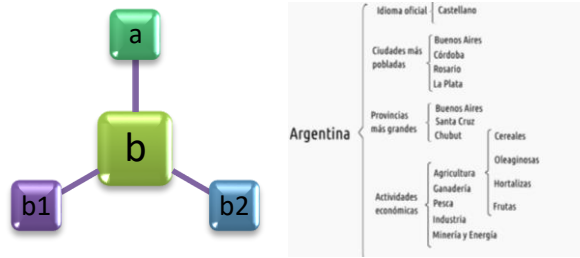 a
b
b1
b2
Argentina
Idioma oficial
Castellano
Ciudades más
pobladas
Buenos Aires
Córdoba
Rosario
La Plata
Provincias
más grandes
Buenos Aires
Santa Cruz
Chubut
Actividades
económicas
Agricultura
Ganadería
Pesca
Industria
Minería y Energía
Cereales
Oleaginosas
Hortalizas
Frutas